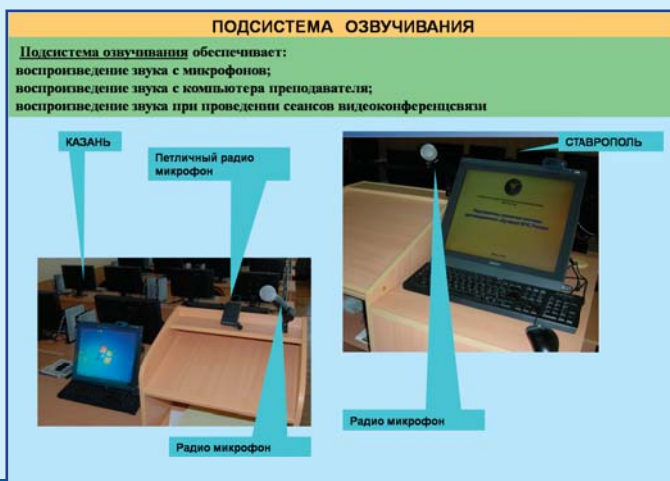 ПОДСИСТЕМА ОЗВУЧИВАНИЯ
Подсистема озвучивания обеспечивает:
воспроизведение звука с микрофонов;
воспроизведение звука с компьютера преподавателя;
воспроизведение звука при проведении сеансов видеоконференцсвязи
КАЗАНЬ
Петличный радио
микрофон
СТАВРОПОЛЬ
Радио микрофон
Радио микрофон